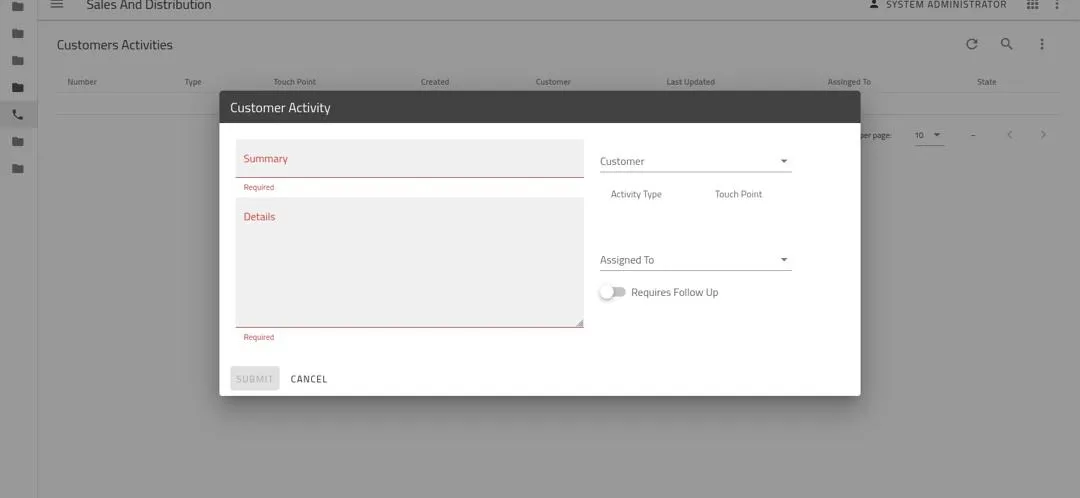 Sales And Distribution
SYSTEM ADMINISTRATOR
Customers Activities
Number Type Touch Point Created Customer Last Updated Assinged To State
per page: 10 –
Customer Activity
Summary
Required
Details
Required
Customer
Activity Type Touch Point
Assigned To
Requires Follow Up
SUBMIT CANCEL